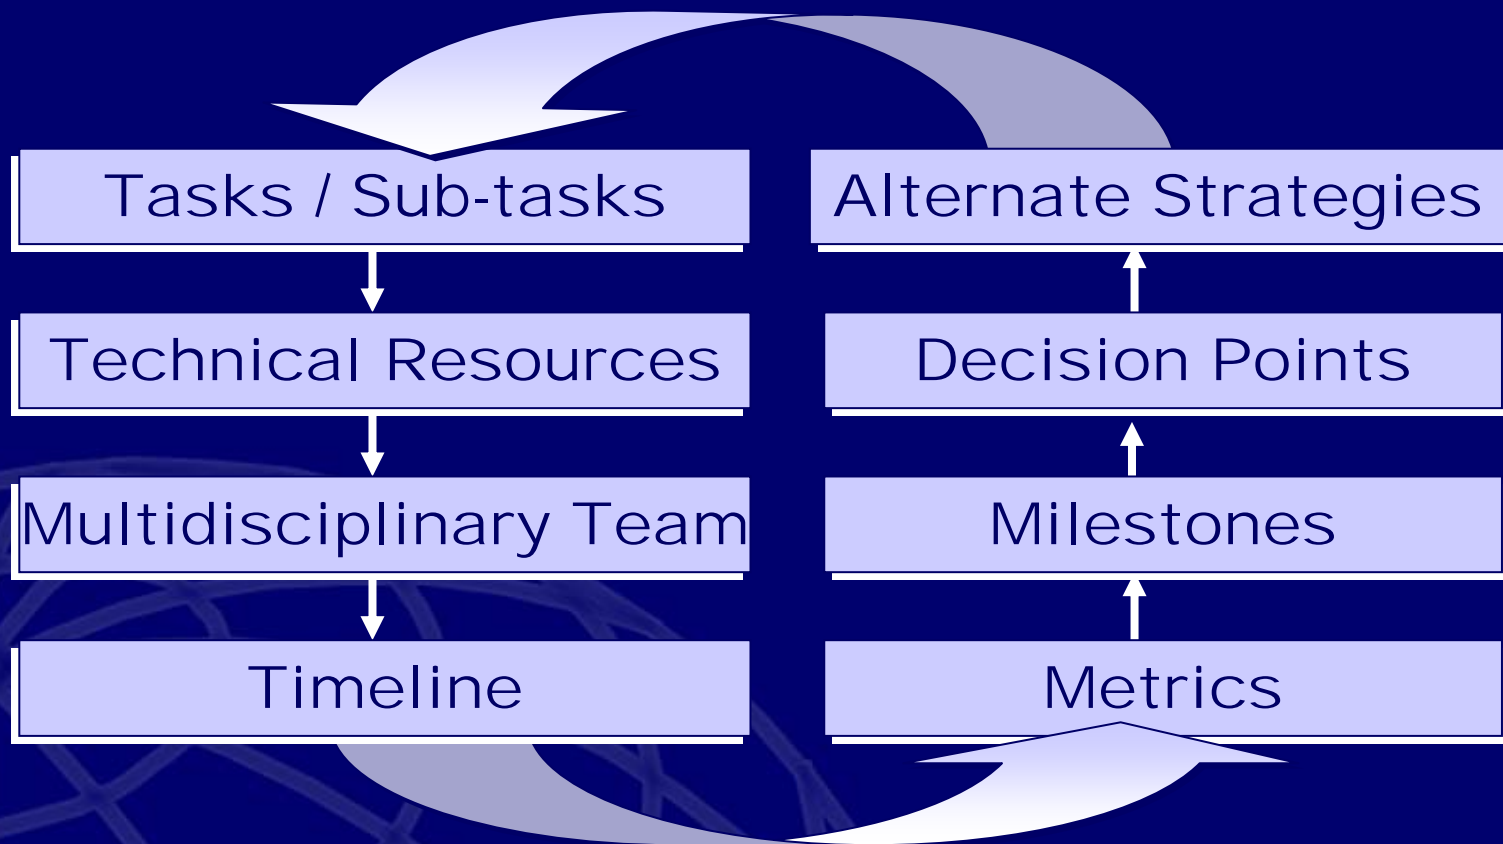 Tasks / Sub-tasks
Technical Resources
Multidisciplinary Team
Timeline
Metrics
Milestones
Decision Points
Alternate Strategies